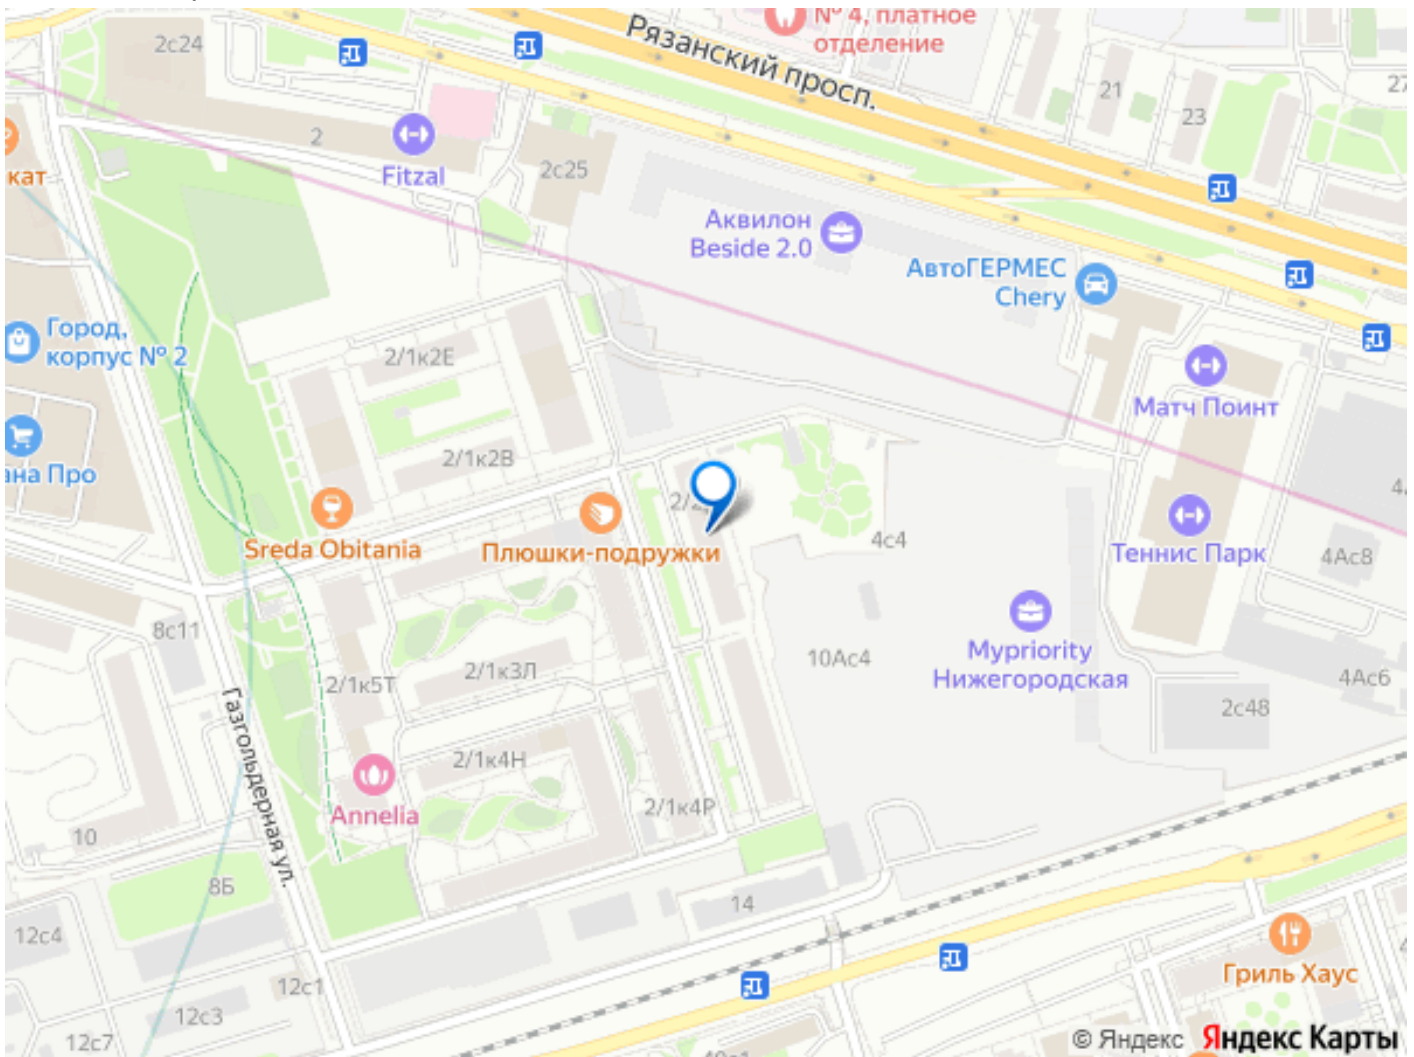 № 4, платное
отделение
Рязанский просп.
2с24
21
23
27
2
Fitzal
2с25
кат
Аквилон
Beside 2.0
АвтоГЕРМЕС
Chery
Город,
корпус № 2
2/1к2Е
Матч Поинт
2/1к2В
ана Про
2/
Sreda Obitania
Плюшки-подружки
4с4
Теннис Парк
4Ас8
8с11
Mypriority
Нижегородская
10Ас4
2/1к3Л
2/1к5Т
4Ас6
2с48
Газгольдерная ул.
2/1к4Н
Annelia
2/1к4Р
10
8Б
14
12с4
Гриль Хаус
12с1
12с3
12с7
© Яндекс Яндекс Карты